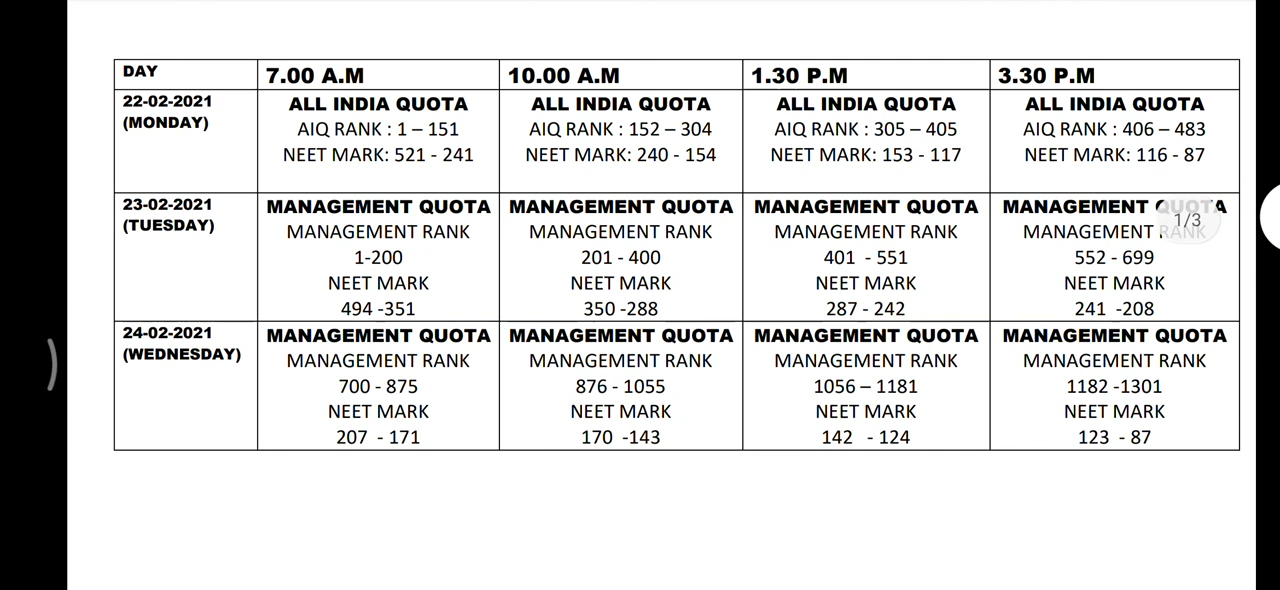 DAY 7.00 A.M 10.00 A.M 1.30 P.M 3.30 P.M
22-02-2021 (MONDAY)
ALL INDIA QUOTA
AIQ RANK : 1 – 151
NEET MARK: 521 - 241
ALL INDIA QUOTA
AIQ RANK : 152 – 304
NEET MARK: 240 - 154
ALL INDIA QUOTA
AIQ RANK : 305 – 405
NEET MARK: 153 - 117
ALL INDIA QUOTA
AIQ RANK : 406 – 483
NEET MARK: 116 - 87
23-02-2021
(TUESDAY)
MANAGEMENT QUOTA
MANAGEMENT RANK
1-200
NEET MARK
494 -351
MANAGEMENT QUOTA
MANAGEMENT RANK
201 - 400
NEET MARK
350 -288
MANAGEMENT QUOTA
MANAGEMENT RANK
401 - 551
NEET MARK
287 - 242
MANAGEMENT QUOTA
MANAGEMENT RANK
552 - 699
NEET MARK
241 -208
1/3
24-02-2021
(WEDNESDAY)
MANAGEMENT QUOTA
MANAGEMENT RANK
700 - 875
NEET MARK
207 - 171
MANAGEMENT QUOTA
MANAGEMENT RANK
876 - 1055
NEET MARK
170 -143
MANAGEMENT QUOTA
MANAGEMENT RANK
1056 – 1181
NEET MARK
142 - 124
MANAGEMENT QUOTA
MANAGEMENT RANK
1182 -1301
NEET MARK
123 - 87